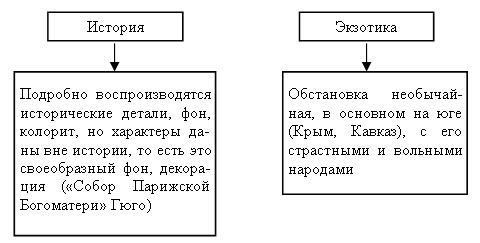 История
Подробно воспроизводятся
исторические детали, фон,
колорит, но характеры да-
ны вне истории, то есть это
своеобразный фон, декора-
ция («Собор Парижской
Богоматери» Гюго)
Экзотика
Обстановка необычай-
ная, в основном на юге
(Крым, Кавказ), с его
страстными и вольными
народами